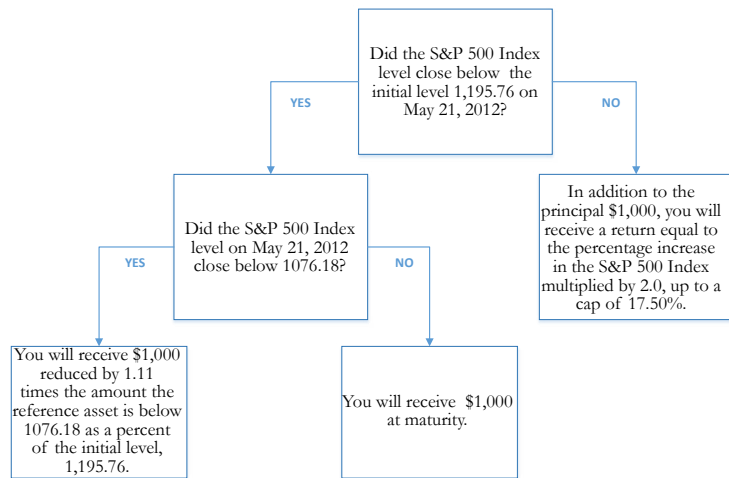 Did the S&P 500 Index
level close below the
initial level 1,195.76 on
May 21, 2012?
YES
NO
Did the S&P 500 Index
level on May 21, 2012
close below 1076.18?
In addition to the
principal $1,000, you will
receive a return equal to
the percentage increase
in the S&P 500 Index
multiplied by 2.0, up to a
cap of 17.50%.
YES
NO
You will receive $1,000
reduced by 1.11
times the amount the
reference asset is below
1076.18 as a percent
of the initial level,
1,195.76.
You will receive $1,000
at maturity.